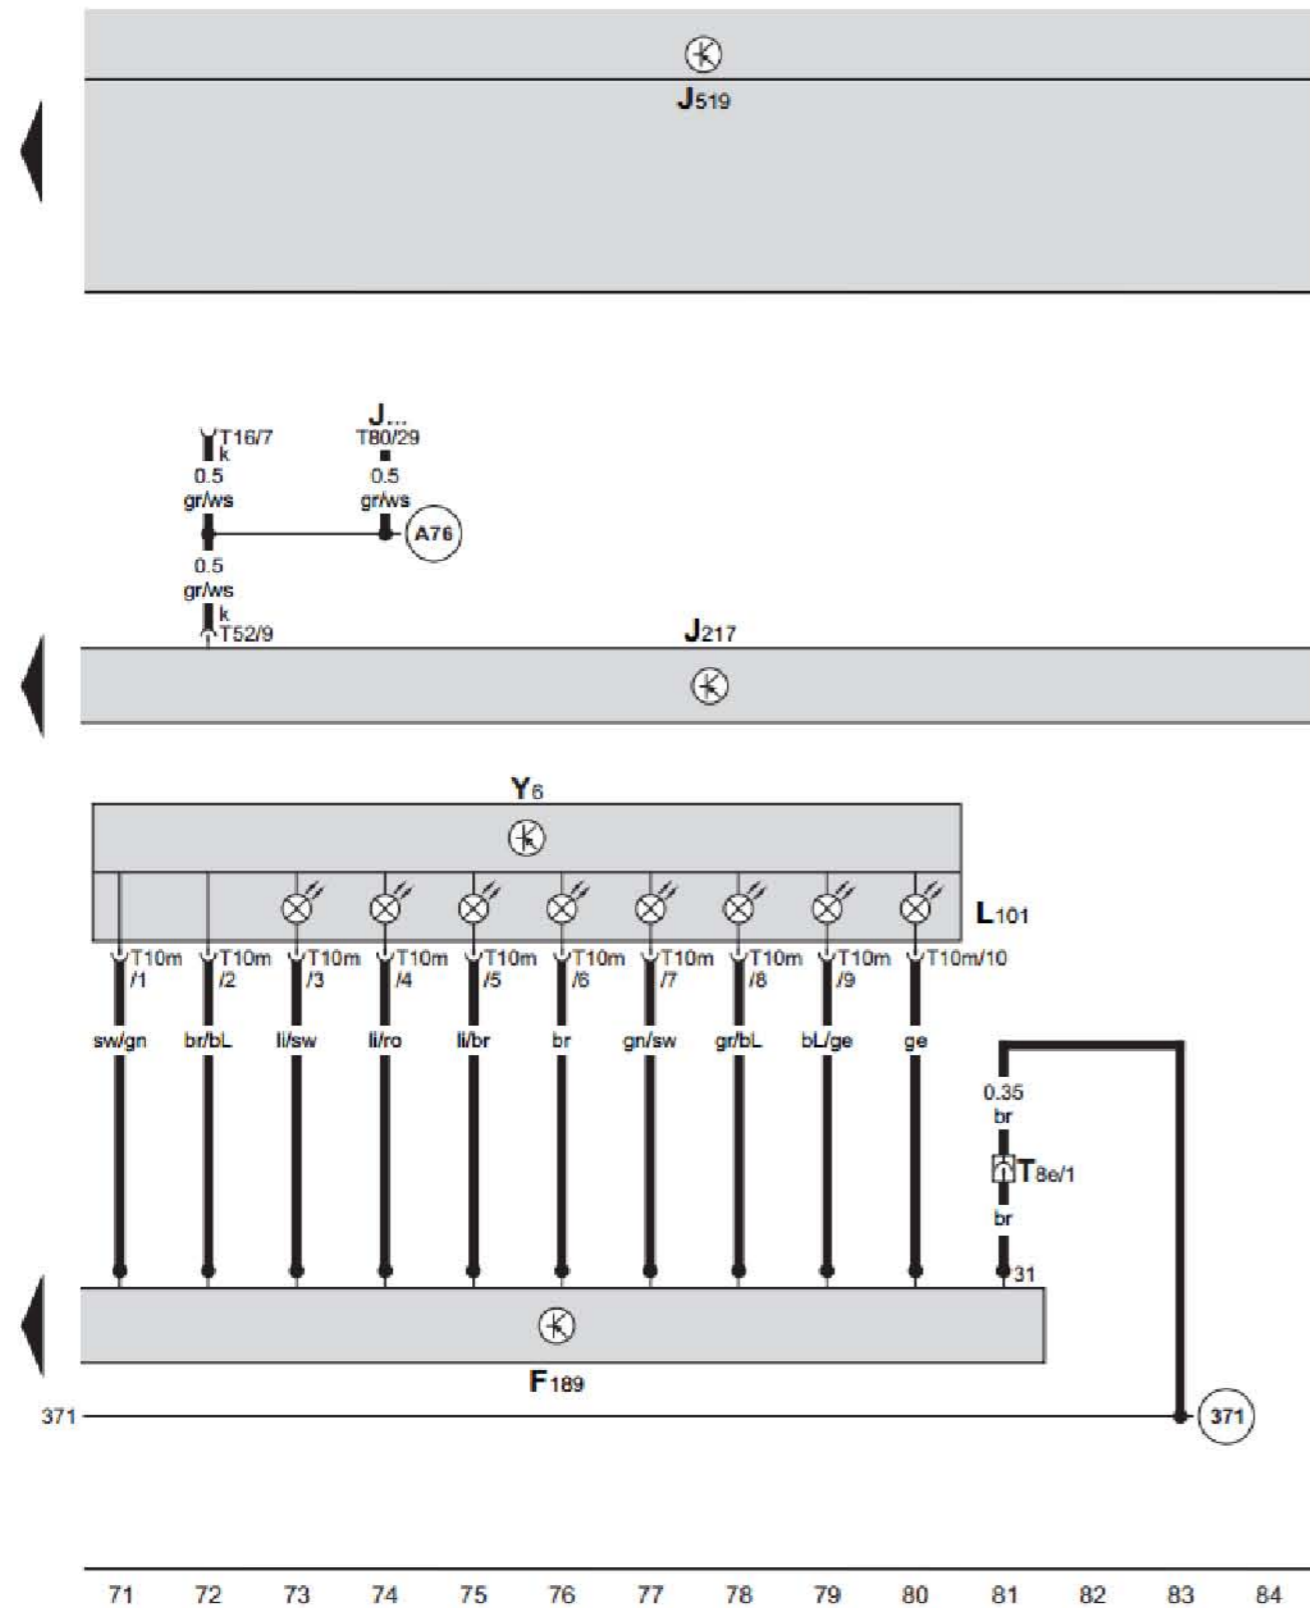 J519
J...
T16/7 T80/29
k
0.5 0.5
gr/ws gr/ws
A76
0.5
gr/ws
k
T52/9 J217
Y6
L101
T10m T10m T10m T10m T10m T10m T10m T10m T10m T10m/10
/1 /2 /3 /4 /5 /6 /7 /8 /9
sw/gn br/bL li/sw li/ro li/br br gn/sw gr/bL bL/ge ge
0.35
br
T8e/1
br
31
F189
371 371
71 72 73 74 75 76 77 78 79 80 81 82 83 84